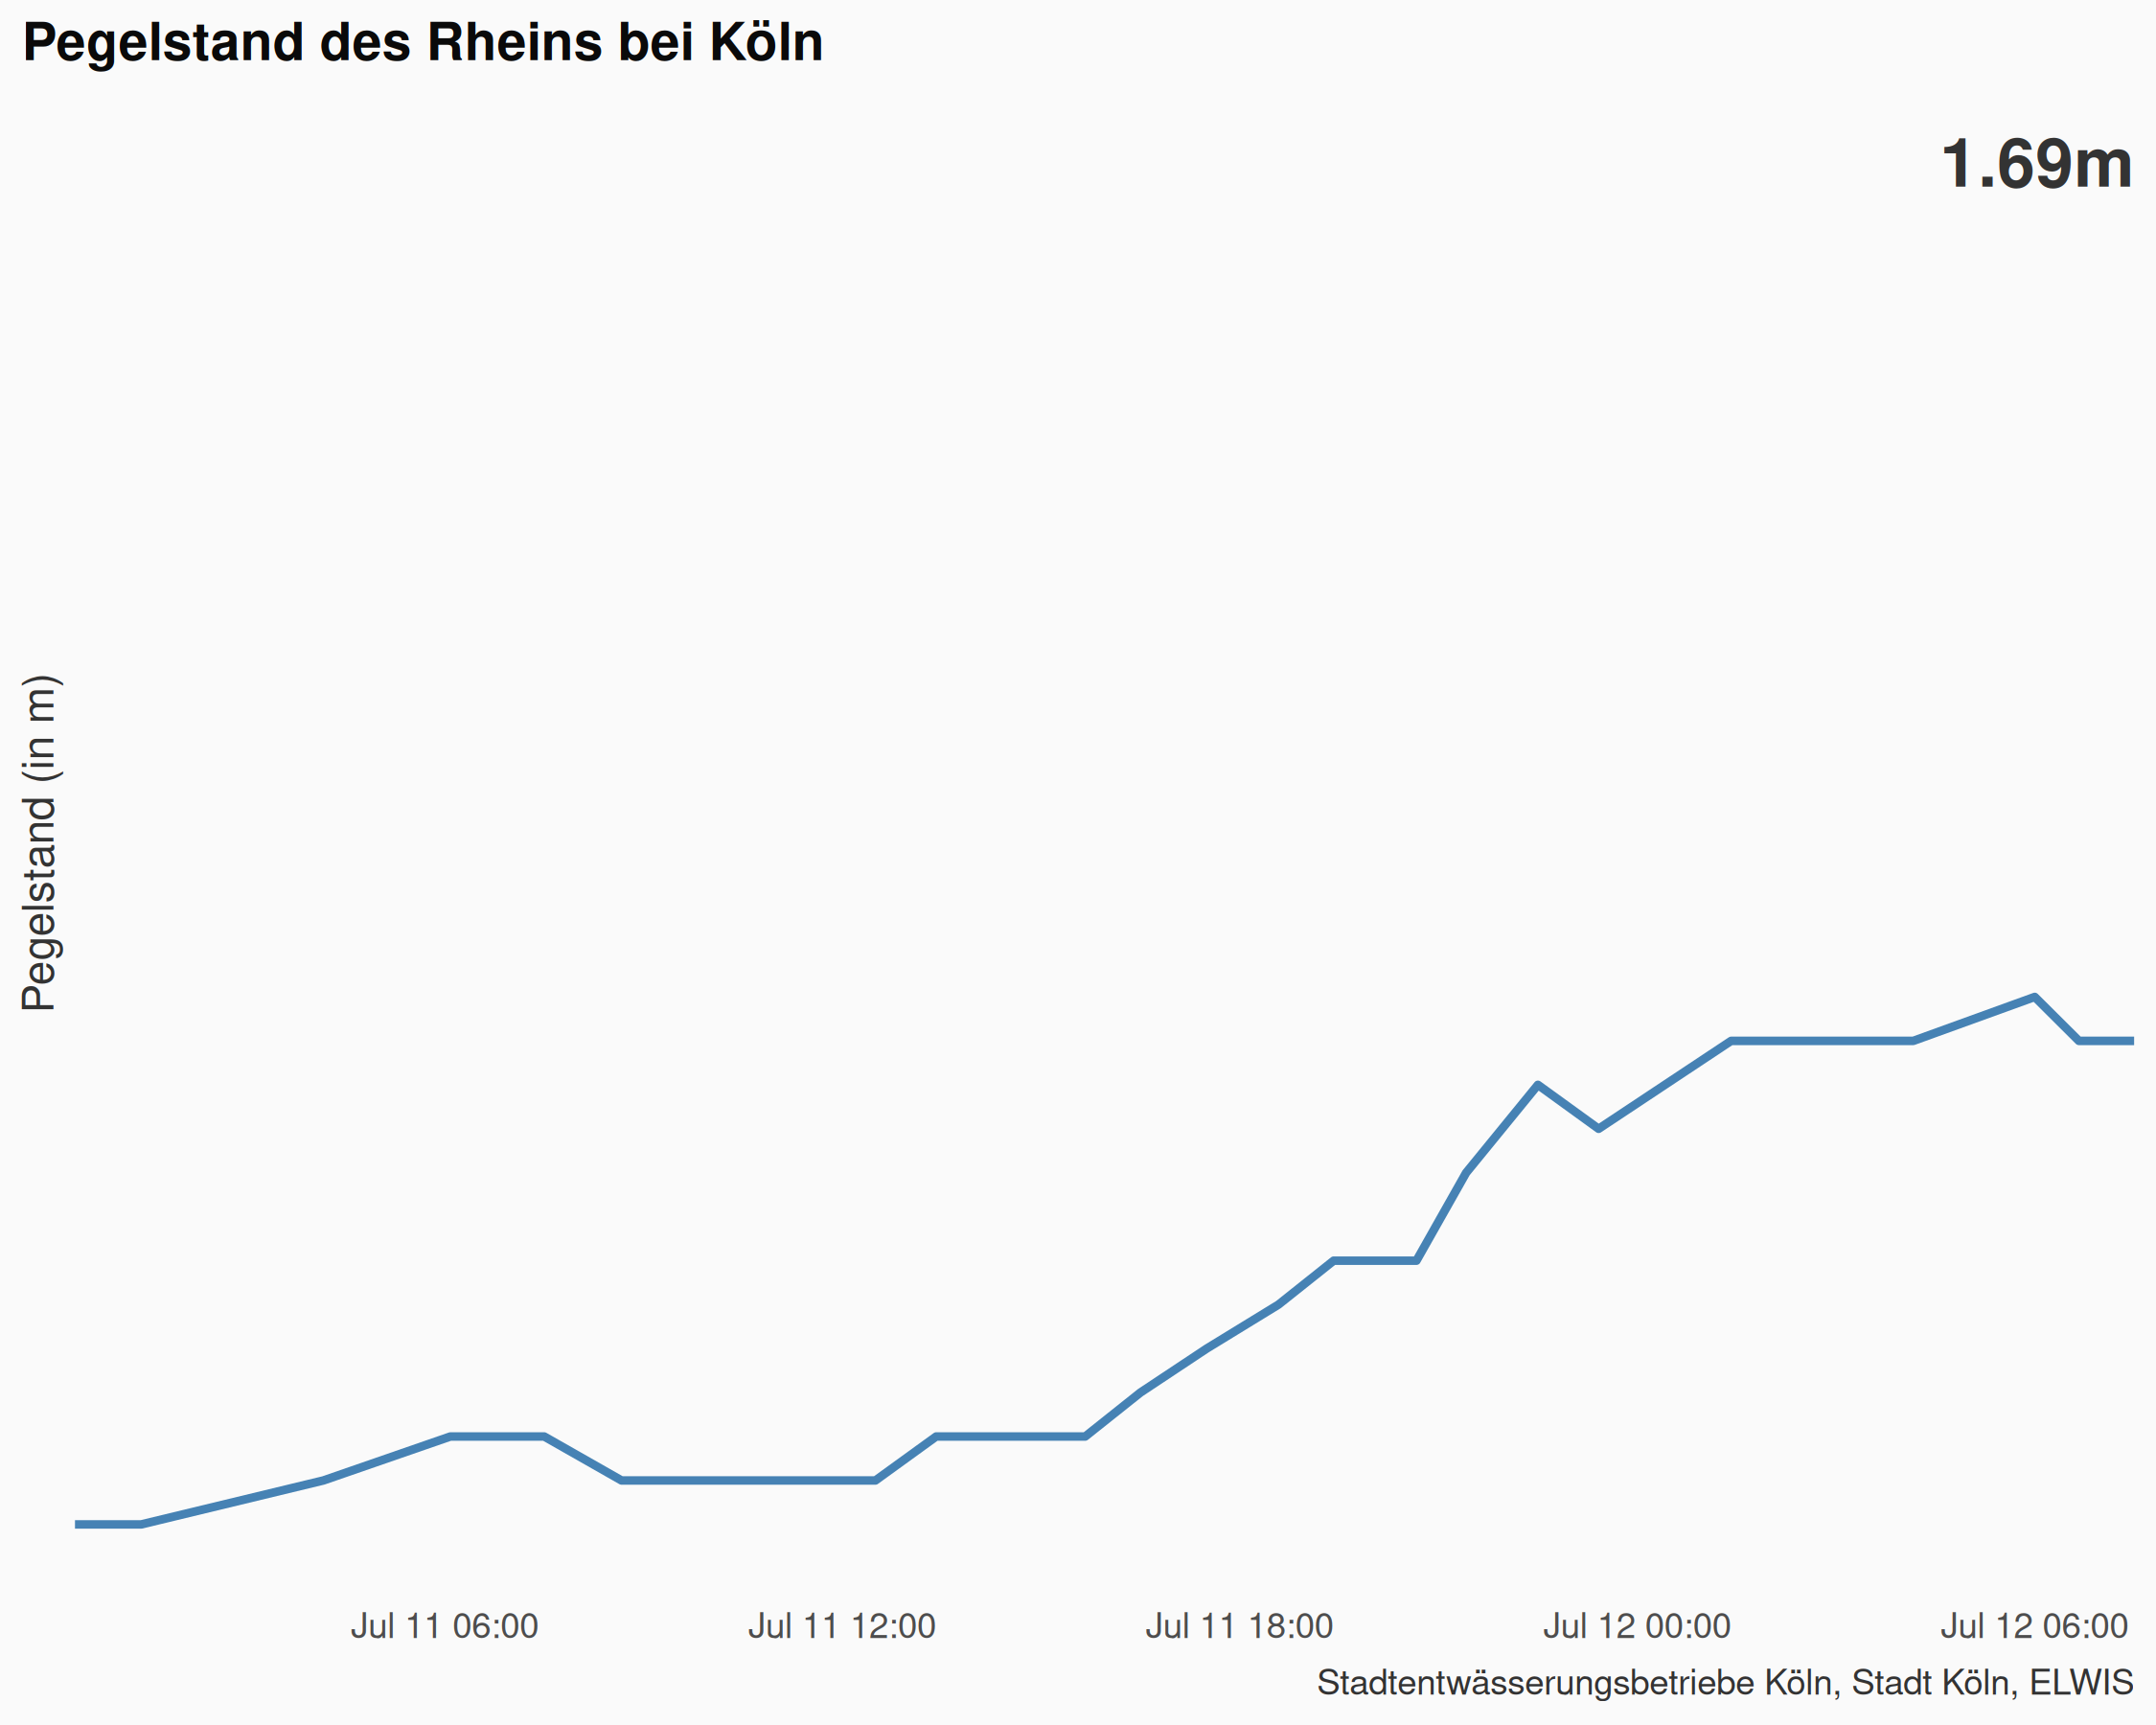 Pegelstand des Rheins bei Köln
1.69m
Pegelstand (in m)
Jul 11 06:00
Jul 11 12:00
Jul 11 18:00
Jul 12 00:00
Jul 12 06:00
Stadtentwässerungsbetriebe Köln, Stadt Köln, ELWIS